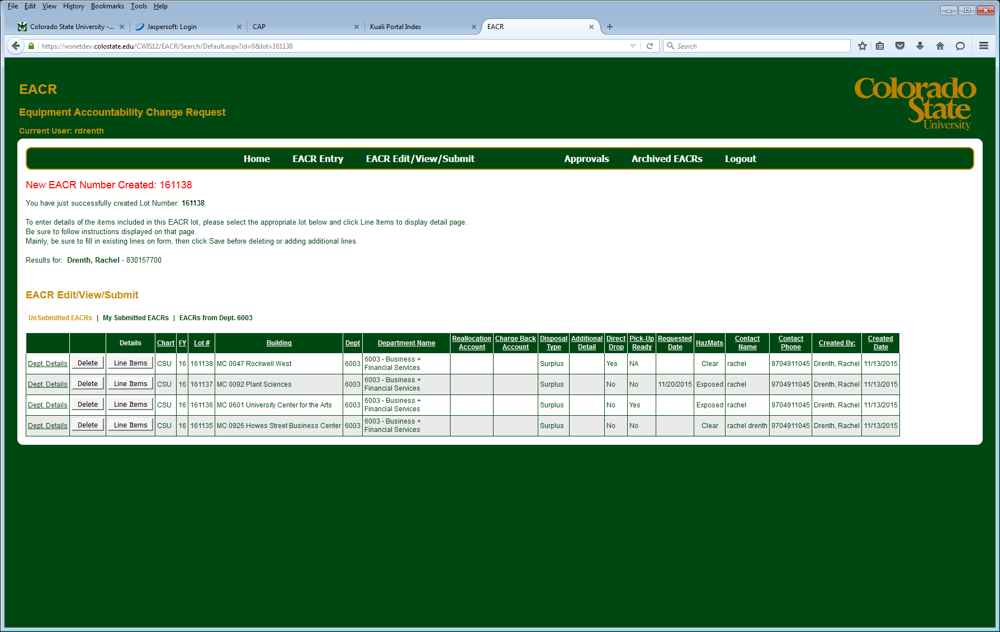 File Edit View History Bookmarks Tools Help
Colorado State University -... Jaspersoft: Login CAP Kuali Portal Index EACR
https://wsnetdev.colostate.edu/CWIS12/EACR/Search/Default.aspx?id=0&lot=161138 Search
EACR
Equipment Accountability Change Request
Current User: rdrenth
Colorado
State
University
Home EACR Entry EACR Edit/View/Submit Approvals Archived EACRs Logout
New EACR Number Created: 161138
You have just successfully created Lot Number: 161138.
To enter details of the items included in this EACR lot, please select the appropriate lot below and click Line Items to display detail page.
Be sure to follow instructions displayed on that page.
Mainly, be sure to fill in existing lines on form, then click Save before deleting or adding additional lines.
Results for: Drenth, Rachel - 830157700
EACR Edit/View/Submit
UnSubmitted EACRs | My Submitted EACRs | EACRs from Dept. 6003
Details Chart FY Lot # Building Dept Department Name Reallocation Account Charge Back Account Disposal Type Additional Detail Direct Drop Pick-Up Ready Requested Date HazMats Contact Name Contact Phone Created By: Created Date
Dept. Details Delete Line Items CSU 16 161138 MC 0047 Rockwell West 6003 6003 - Business + Financial Services Surplus Yes NA Clear rachel 9704911045 Drenth, Rachel 11/13/2015
Dept. Details Delete Line Items CSU 16 161137 MC 0092 Plant Sciences 6003 6003 - Business + Financial Services Surplus No No 11/20/2015 Exposed rachel 9704911045 Drenth, Rachel 11/13/2015
Dept. Details Delete Line Items CSU 16 161136 MC 0601 University Center for the Arts 6003 6003 - Business + Financial Services Surplus No Yes Exposed rachel 9704911045 Drenth, Rachel 11/13/2015
Dept. Details Delete Line Items CSU 16 161135 MC 0926 Howes Street Business Center 6003 6003 - Business + Financial Services Surplus No No Clear rachel drenth 9704911045 Drenth, Rachel 11/13/2015